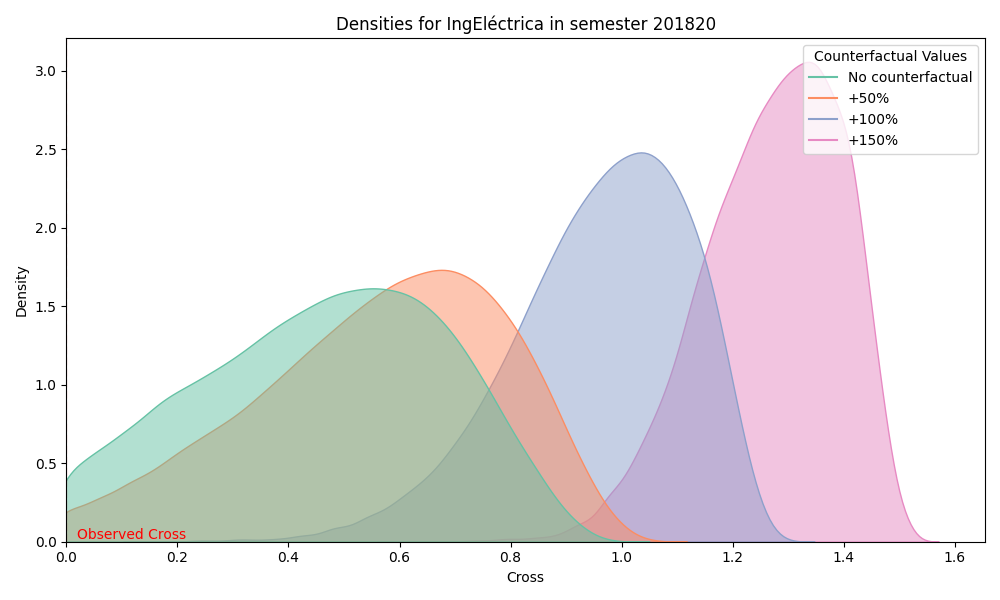 Densities for IngEléctrica in semester 201820
Counterfactual Values
No counterfactual
+50%
+100%
+150%
Density
3.0
2.5
2.0
1.5
1.0
0.5
0.0
Observed Cross
0.0 0.2 0.4 0.6 0.8 1.0 1.2 1.4 1.6
Cross